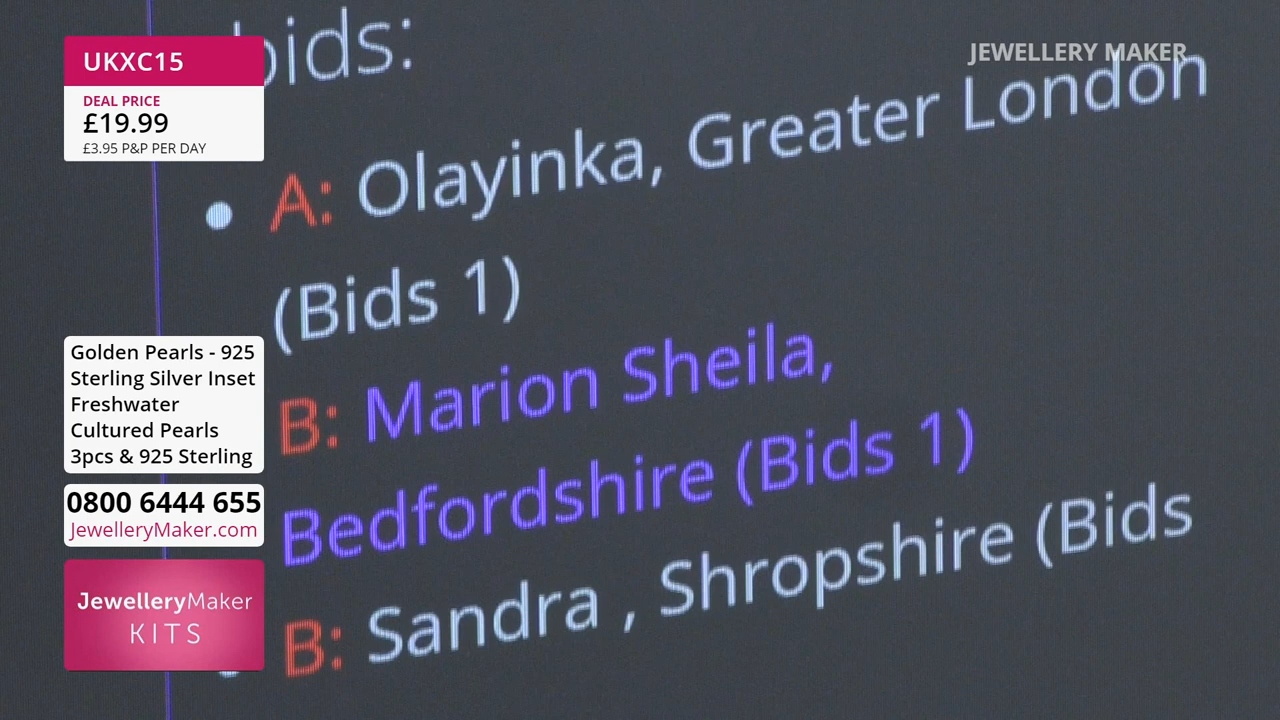 UKXC15
DEAL PRICE
£19.99
£3.95 P&P PER DAY
JEWELLERY MAKER
bids:
A: Olayinka, Greater London
(Bids 1)
B: Marion Sheila,
Bedfordshire (Bids 1)
B: Sandra , Shropshire (Bids
Golden Pearls - 925
Sterling Silver Inset
Freshwater
Cultured Pearls
3pcs & 925 Sterling
0800 6444 655
JewelleryMaker.com
JewelleryMaker
KITS